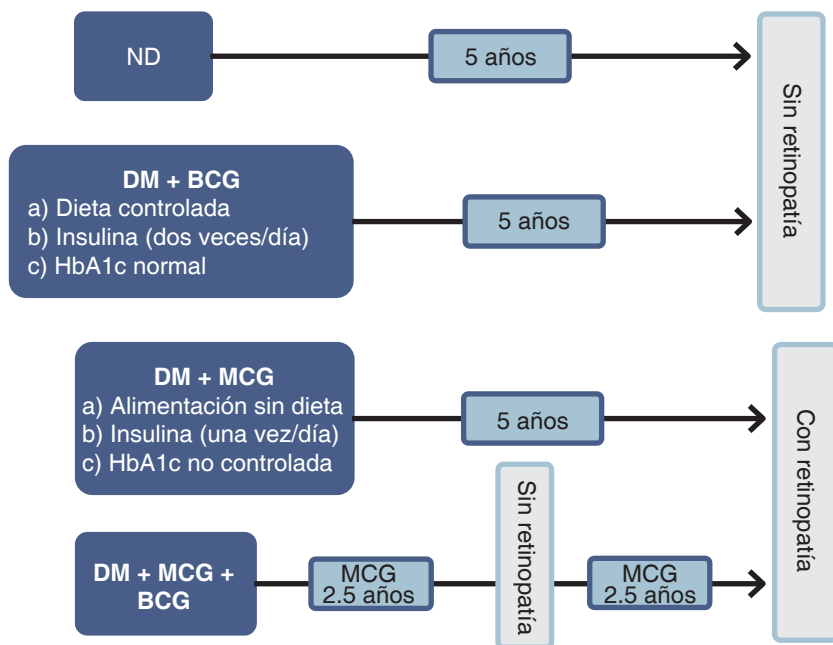 ND
5 años
Sin retinopatía
DM + BCG
a) Dieta controlada
b) Insulina (dos veces/día)
c) HbA1c normal
5 años
DM + MCG
a) Alimentación sin dieta
b) Insulina (una vez/día)
c) HbA1c no controlada
5 años
Con retinopatía
DM + MCG +
BCG
MCG
2.5 años
Sin retinopatía
MCG
2.5 años